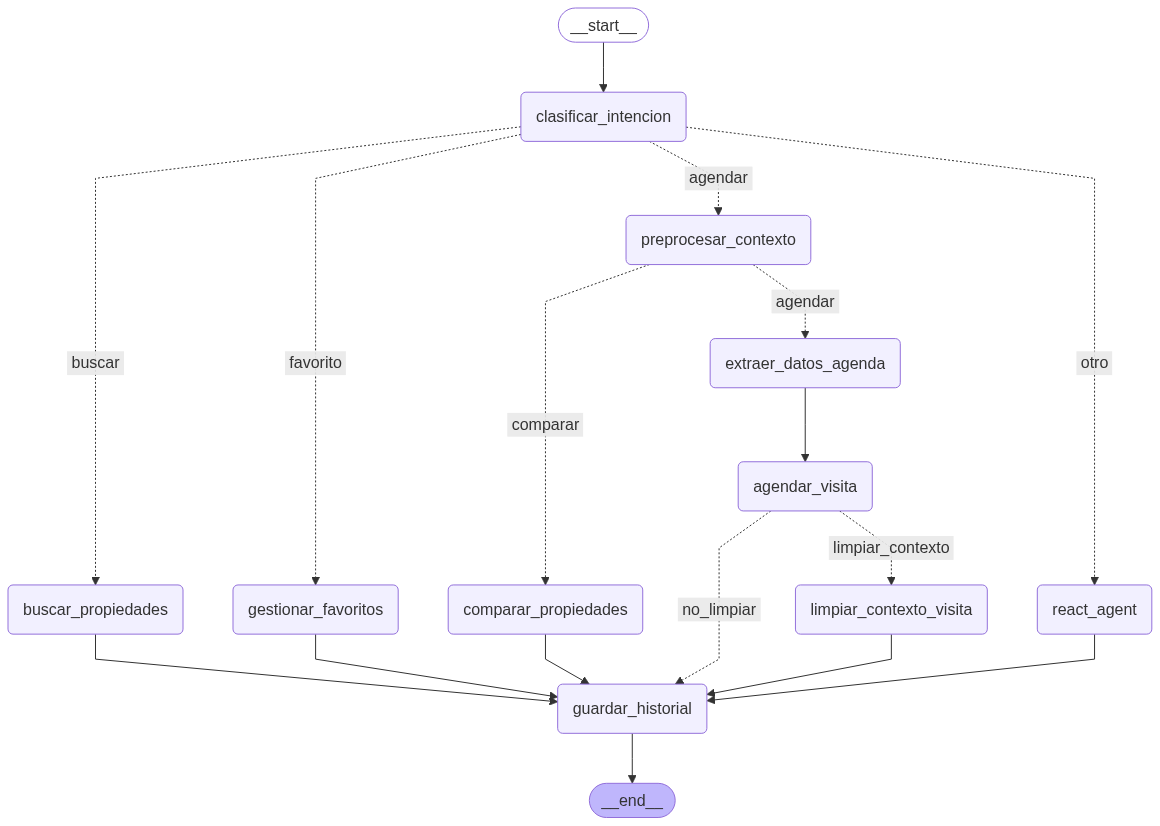 __start__
clasificar_intencion
agendar
preprocesar_contexto
agendar
buscar
favorito
extraer_datos_agenda
otro
comparar
agendar_visita
limpiar_contexto
buscar_propiedades
gestionar_favoritos
comparar_propiedades
no_limpiar
limpiar_contexto_visita
react_agent
guardar_historial
__end__